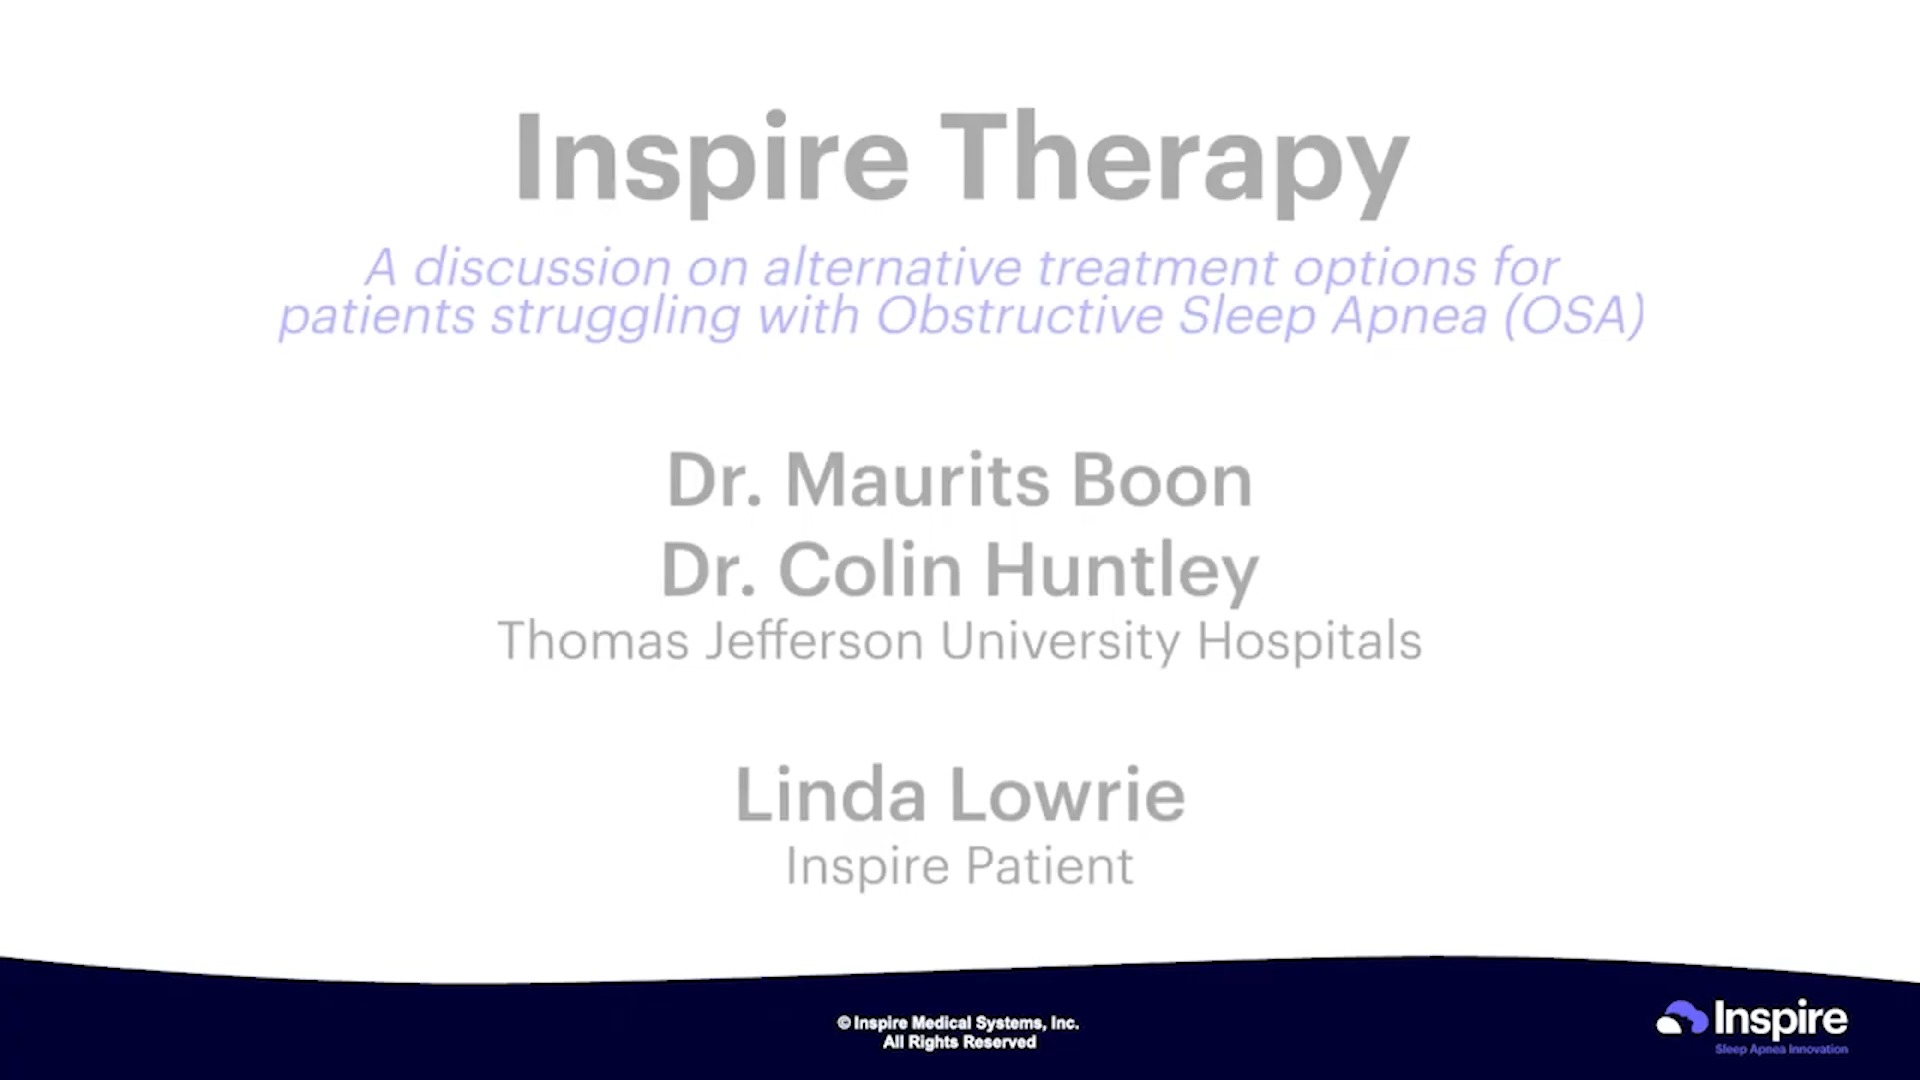 Inspire Therapy
A discussion on alternative treatment options for
patients struggling with Obstructive Sleep Apnea (OSA)
Dr. Maurits Boon
Dr. Colin Huntley
Thomas Jefferson University Hospitals
Linda Lowrie
Inspire Patient
© Inspire Medical Systems, Inc.
All Rights Reserved
Inspire
Sleep Apnea Innovation